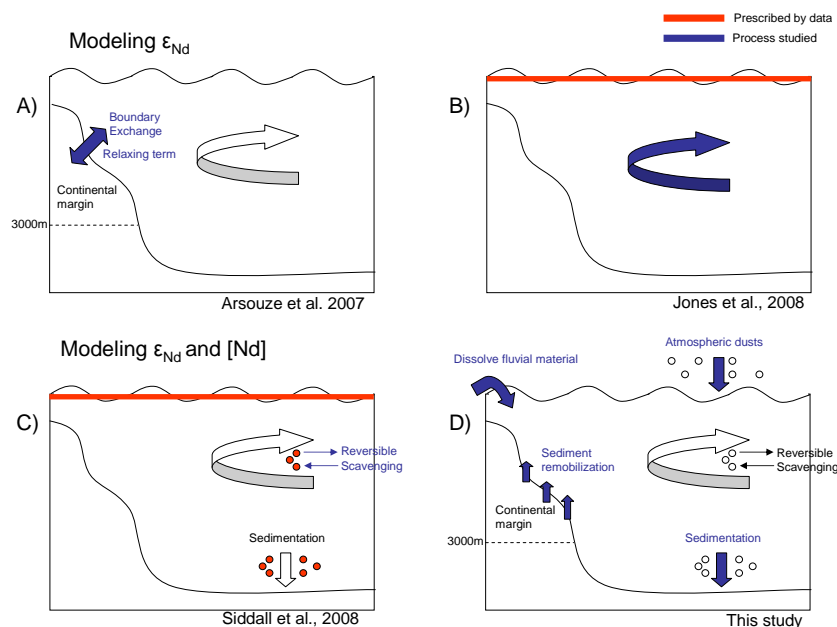 Modeling εNd
Prescribed by data
Process studied
A)
Boundary
Exchange
Relaxing term
Continental
margin
3000m
Arsouze et al. 2007
B)
Jones et al., 2008
Modeling εNd and [Nd]
C)
Reversible
Scavenging
Sedimentation
Siddall et al., 2008
D)
Dissolve fluvial material
Atmospheric dusts
Sediment
remobilization
Reversible
Scavenging
Continental
margin
3000m
Sedimentation
This study